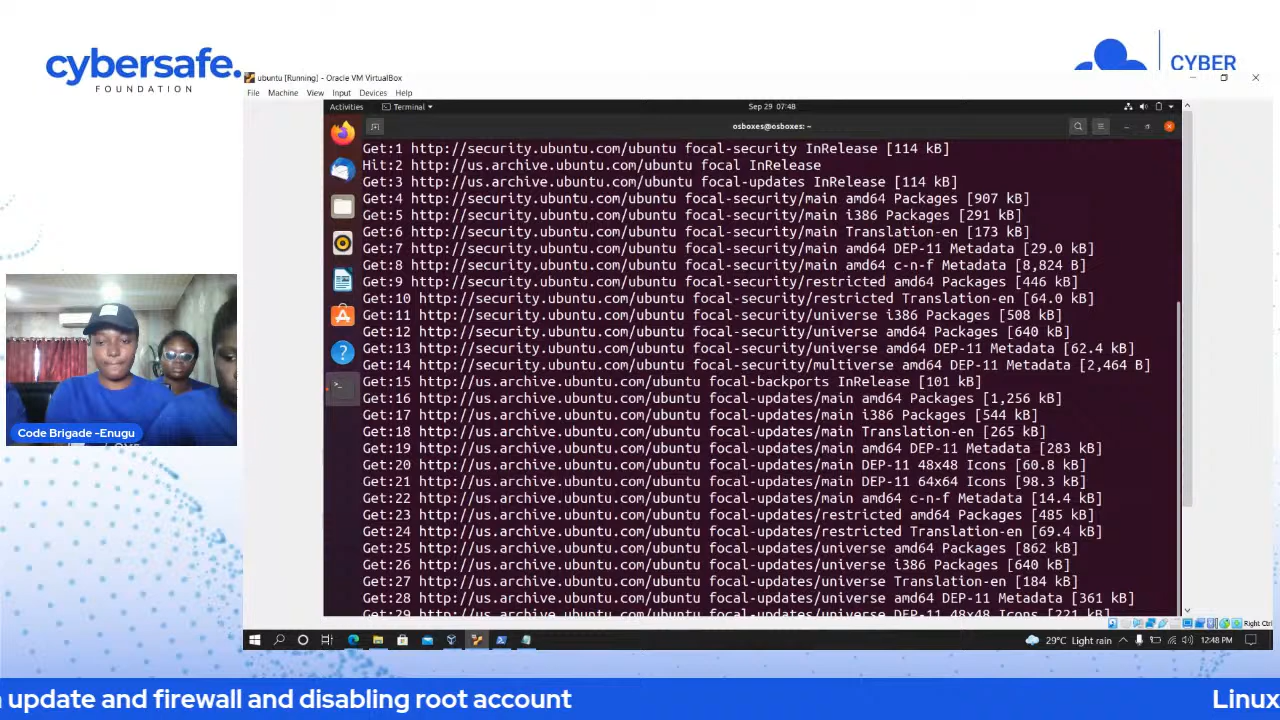 cybersafe.
FOUNDATION
CYBER
ubuntu [Running] - Oracle VM VirtualBox
File Machine View Input Devices Help
Activities Terminal Sep 29 07:48
osboxes@osboxes: ~
Get:1 http://security.ubuntu.com/ubuntu focal-security InRelease [114 kB]
Hit:2 http://us.archive.ubuntu.com/ubuntu focal InRelease
Get:3 http://us.archive.ubuntu.com/ubuntu focal-updates InRelease [114 kB]
Get:4 http://security.ubuntu.com/ubuntu focal-security/main amd64 Packages [907 kB]
Get:5 http://security.ubuntu.com/ubuntu focal-security/main i386 Packages [291 kB]
Get:6 http://security.ubuntu.com/ubuntu focal-security/main Translation-en [173 kB]
Get:7 http://security.ubuntu.com/ubuntu focal-security/main amd64 DEP-11 Metadata [29.0 kB]
Get:8 http://security.ubuntu.com/ubuntu focal-security/main amd64 c-n-f Metadata [8,824 B]
Get:9 http://security.ubuntu.com/ubuntu focal-security/restricted amd64 Packages [446 kB]
Get:10 http://security.ubuntu.com/ubuntu focal-security/restricted Translation-en [64.0 kB]
Get:11 http://security.ubuntu.com/ubuntu focal-security/universe i386 Packages [508 kB]
Get:12 http://security.ubuntu.com/ubuntu focal-security/universe amd64 Packages [640 kB]
Get:13 http://security.ubuntu.com/ubuntu focal-security/universe amd64 DEP-11 Metadata [62.4 kB]
Get:14 http://security.ubuntu.com/ubuntu focal-security/multiverse amd64 DEP-11 Metadata [2,464 B]
Get:15 http://us.archive.ubuntu.com/ubuntu focal-backports InRelease [101 kB]
Get:16 http://us.archive.ubuntu.com/ubuntu focal-updates/main amd64 Packages [1,256 kB]
Get:17 http://us.archive.ubuntu.com/ubuntu focal-updates/main i386 Packages [544 kB]
Get:18 http://us.archive.ubuntu.com/ubuntu focal-updates/main Translation-en [265 kB]
Get:19 http://us.archive.ubuntu.com/ubuntu focal-updates/main amd64 DEP-11 Metadata [283 kB]
Get:20 http://us.archive.ubuntu.com/ubuntu focal-updates/main DEP-11 48x48 Icons [60.8 kB]
Get:21 http://us.archive.ubuntu.com/ubuntu focal-updates/main DEP-11 64x64 Icons [98.3 kB]
Get:22 http://us.archive.ubuntu.com/ubuntu focal-updates/main amd64 c-n-f Metadata [14.4 kB]
Get:23 http://us.archive.ubuntu.com/ubuntu focal-updates/restricted amd64 Packages [485 kB]
Get:24 http://us.archive.ubuntu.com/ubuntu focal-updates/restricted Translation-en [69.4 kB]
Get:25 http://us.archive.ubuntu.com/ubuntu focal-updates/universe amd64 Packages [862 kB]
Get:26 http://us.archive.ubuntu.com/ubuntu focal-updates/universe i386 Packages [640 kB]
Get:27 http://us.archive.ubuntu.com/ubuntu focal-updates/universe Translation-en [184 kB]
Get:28 http://us.archive.ubuntu.com/ubuntu focal-updates/universe amd64 DEP-11 Metadata [361 kB]
Get:29 http://us.archive.ubuntu.com/ubuntu focal-updates/universe DEP-11 48x48 Icons [221 kB]
Code Brigade -Enugu
Right Ctrl
29°C Light rain 12:48 PM
update and firewall and disabling root account
Linux